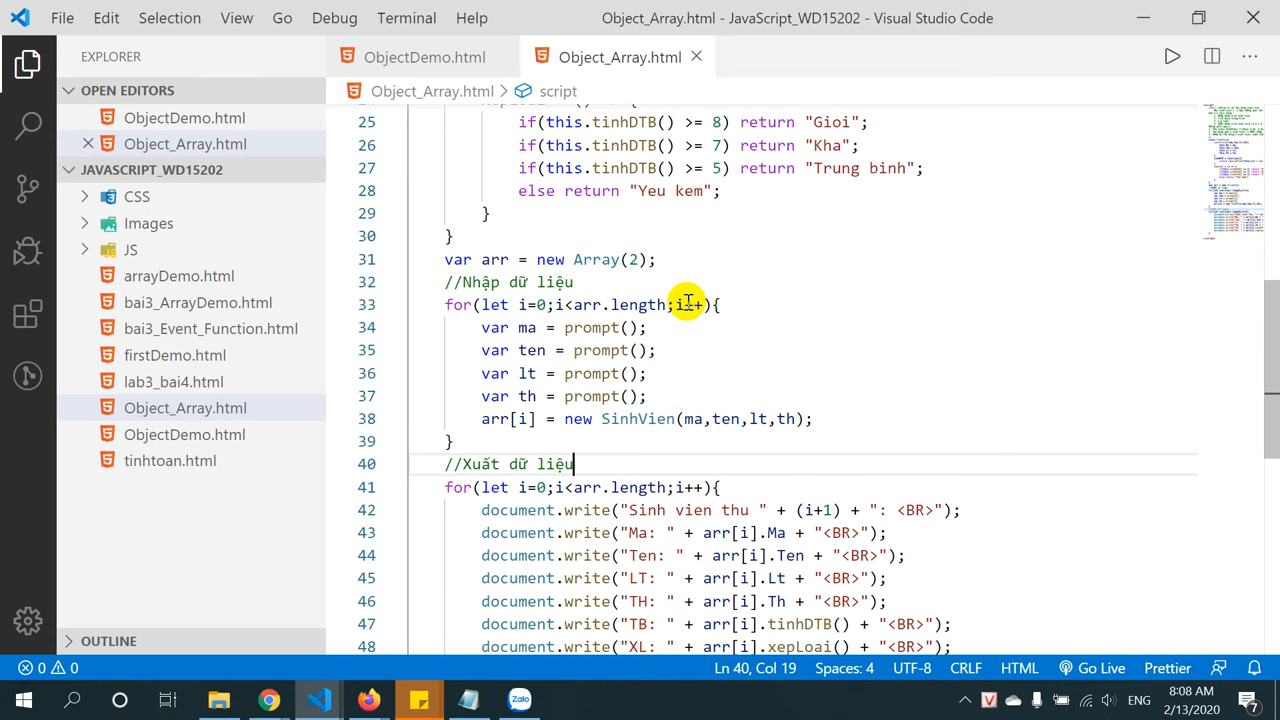 File Edit Selection View Go Debug Terminal Help Object_Array.html - JavaScript_WD15202 - Visual Studio Code
EXPLORER
OPEN EDITORS
ObjectDemo.html
Object_Array.html
JAVASCRIPT_WD15202
CSS
Images
JS
arrayDemo.html
bai3_ArrayDemo.html
bai3_Event_Function.html
firstDemo.html
lab3_bai4.html
Object_Array.html
ObjectDemo.html
tinhtoan.html
OUTLINE
ObjectDemo.html Object_Array.html
Object_Array.html > script
25 if(this.tinhDTB() >= 8) return "Gioi";
26 if(this.tinhDTB() >= 7) return "Kha";
27 if(this.tinhDTB() >= 5) return "Trung binh";
28 else return "Yeu kem";
29 }
30 }
31 var arr = new Array(2);
32 //Nhập dữ liệu
33 for(let i=0;i<arr.length;i++){
34 var ma = prompt();
35 var ten = prompt();
36 var lt = prompt();
37 var th = prompt();
38 arr[i] = new SinhVien(ma,ten,lt,th);
39 }
40 //Xuất dữ liệu
41 for(let i=0;i<arr.length;i++){
42 document.write("Sinh vien thu " + (i+1) + ": <BR>");
43 document.write("Ma: " + arr[i].Ma + "<BR>");
44 document.write("Ten: " + arr[i].Ten + "<BR>");
45 document.write("LT: " + arr[i].Lt + "<BR>");
46 document.write("TH: " + arr[i].Th + "<BR>");
47 document.write("TB: " + arr[i].tinhDTB() + "<BR>");
48 document.write("XL: " + arr[i].xepLoai() + "<BR>");
0 0 Ln 40, Col 19 Spaces: 4 UTF-8 CRLF HTML Go Live Prettier
Zalo ENG 8:08 AM
2/13/2020 7